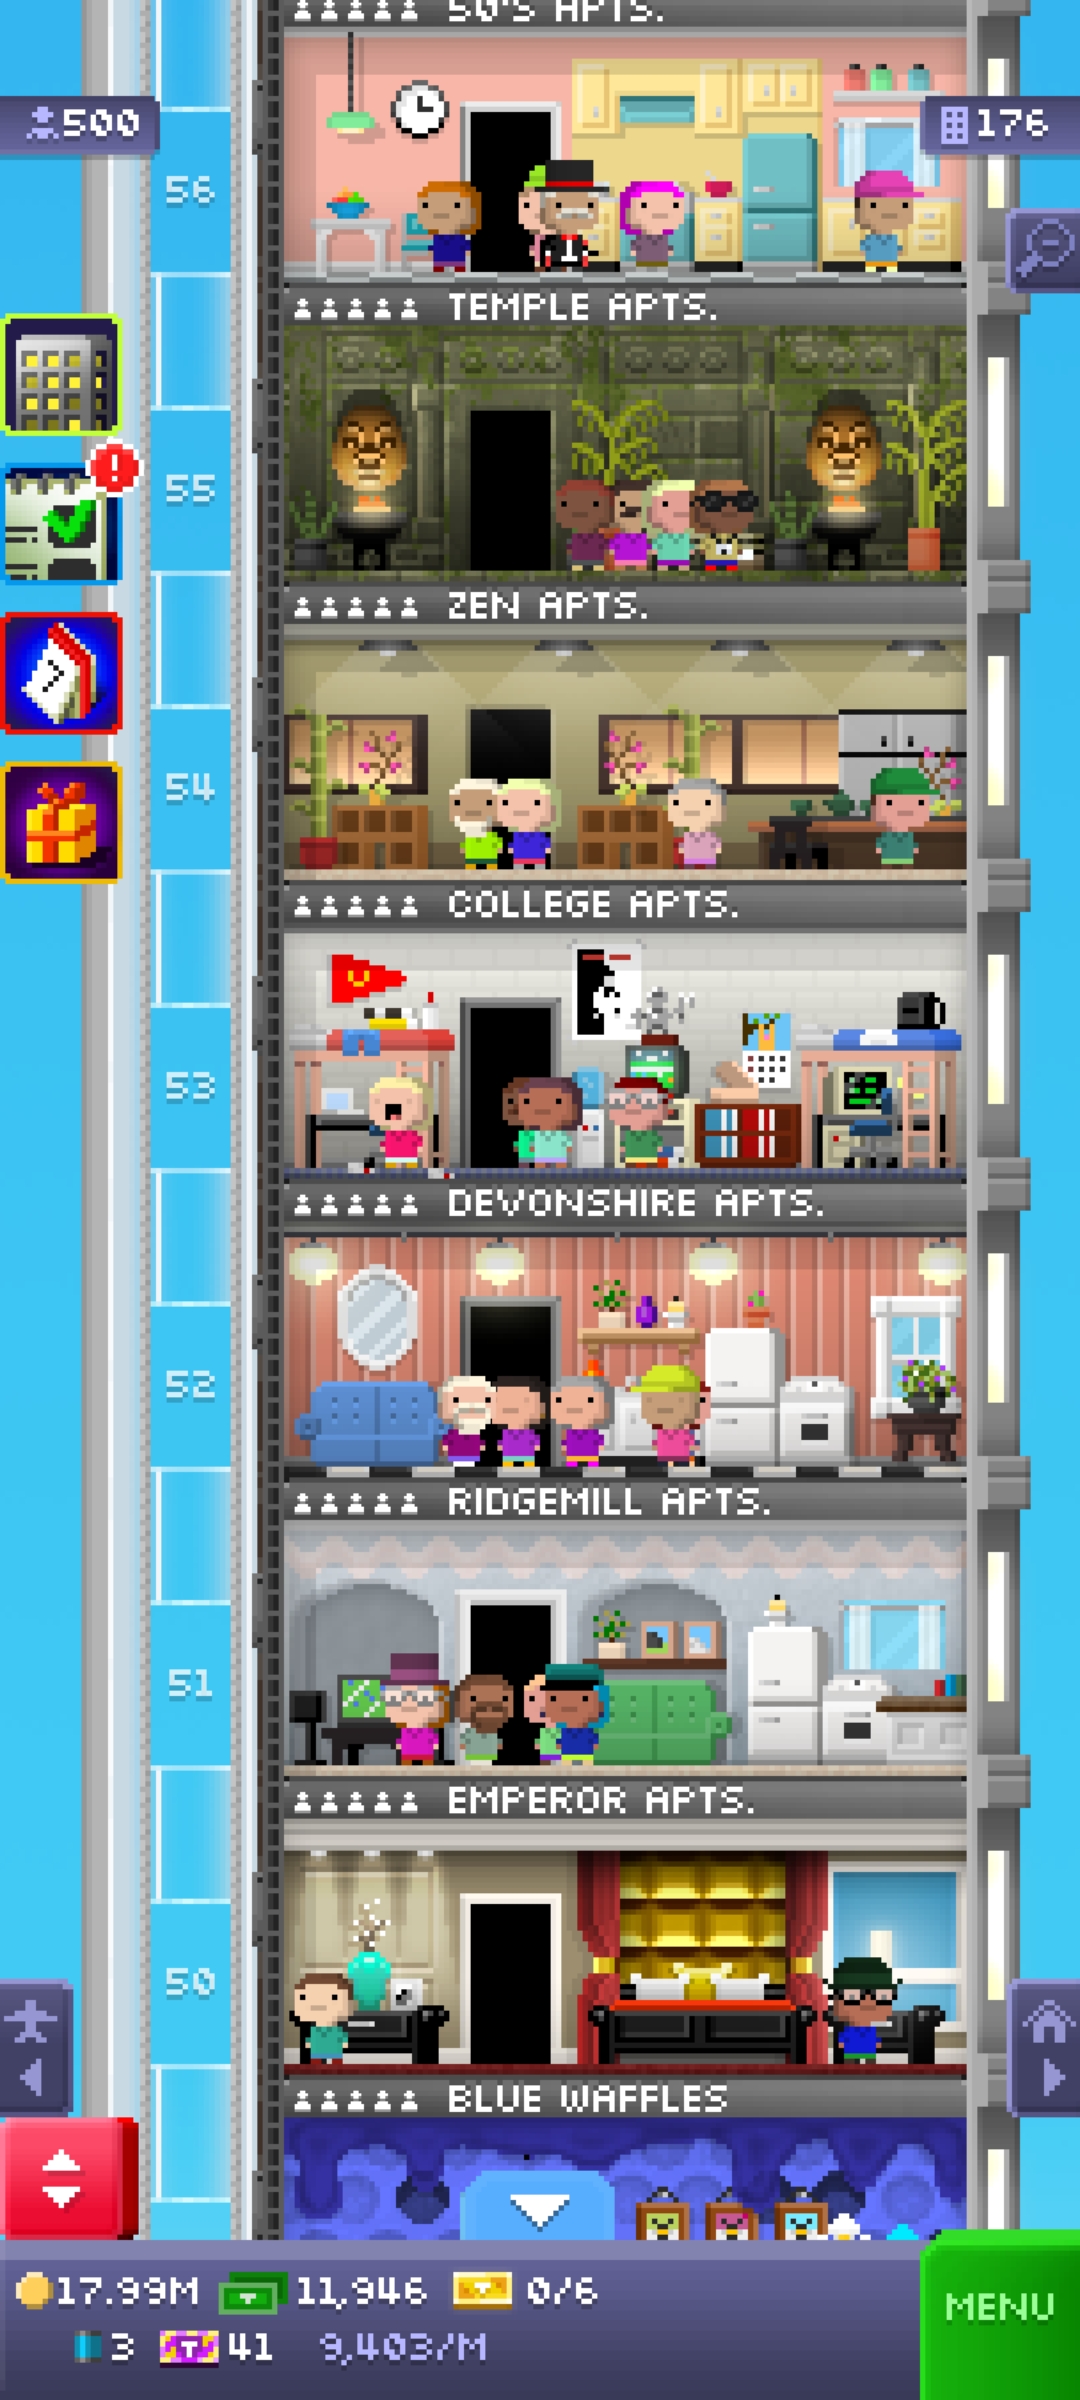 50'S APTS.
500
176
56
TEMPLE APTS.
55
ZEN APTS.
7
54
COLLEGE APTS.
53
DEVONSHIRE APTS.
52
RIDGEMILL APTS.
51
EMPEROR APTS.
50
BLUE WAFFLES
17.99M 11,946 0/6
MENU
3 T 41 9,403/M